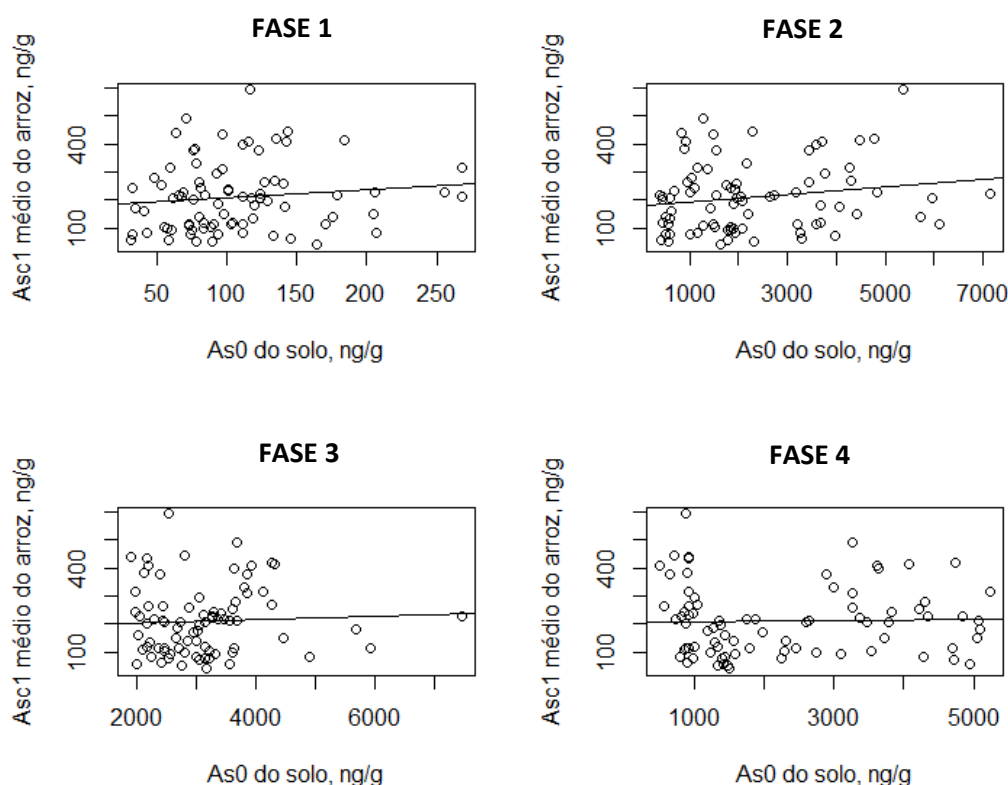 FASE 1
Asc1 médio do arroz, ng/g
100 400
50 100 150 200 250
As0 do solo, ng/g
FASE 2
Asc1 médio do arroz, ng/g
100 400
1000 3000 5000 7000
As0 do solo, ng/g
FASE 3
Asc1 médio do arroz, ng/g
100 400
2000 4000 6000
As0 do solo, ng/g
FASE 4
Asc1 médio do arroz, ng/g
100 400
1000 3000 5000
As0 do solo, ng/g